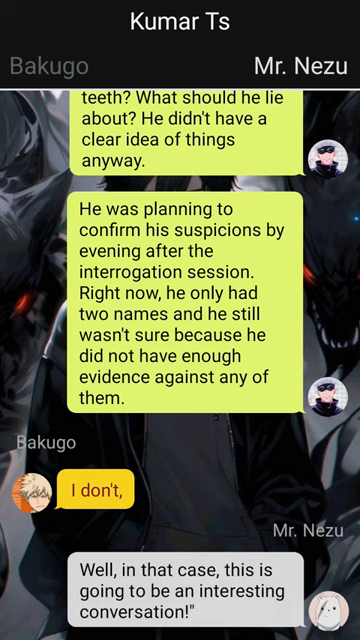 Kumar Ts
Bakugo
Mr. Nezu
teeth? What should he lie
about? He didn't have a
clear idea of things
anyway.
He was planning to
confirm his suspicions by
evening after the
interrogation session.
Right now, he only had
two names and he still
wasn't sure because he
did not have enough
evidence against any of
them.
Bakugo
I don't,
Mr. Nezu
Well, in that case, this is
going to be an interesting
conversation!"